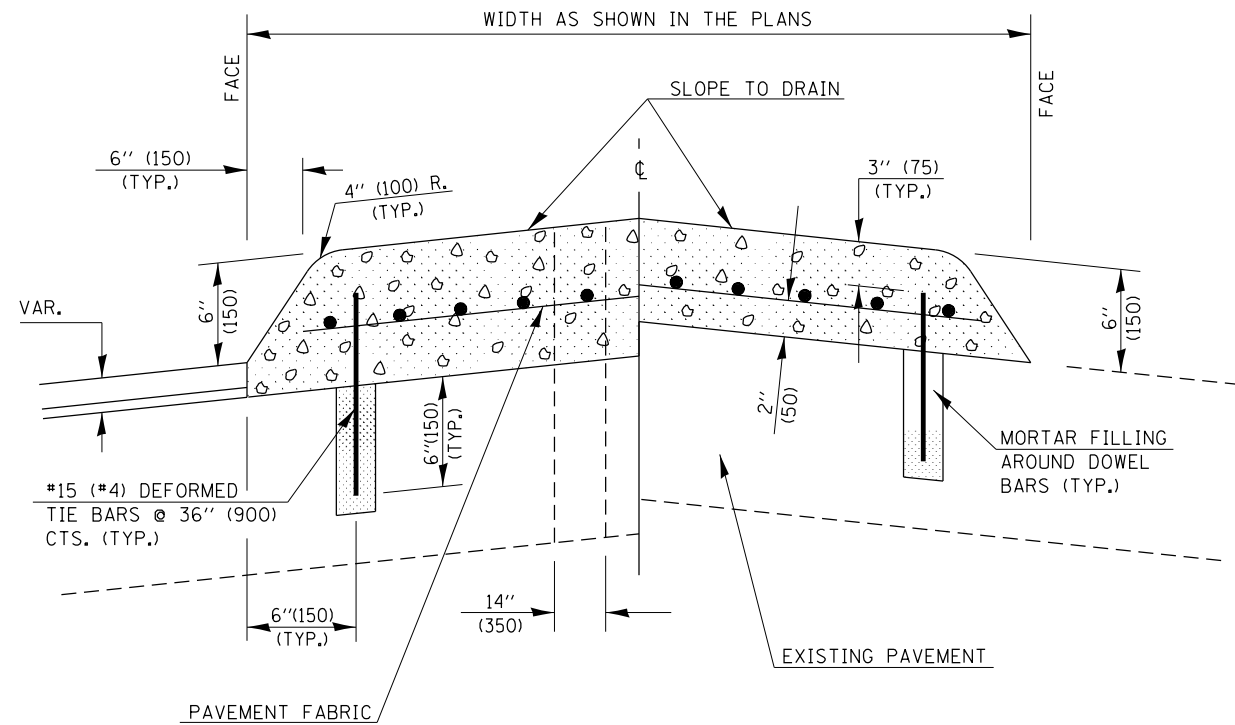 WIDTH AS SHOWN IN THE PLANS
FACE
FACE
SLOPE TO DRAIN
6'' (150)
(TYP.)
4'' (100) R.
(TYP.)
℄
3'' (75)
(TYP.)
VAR.
6''
(150)
6''
(150)
2''
(50)
6''(150)
(TYP.)
MORTAR FILLING
AROUND DOWEL
BARS (TYP.)
#15 (#4) DEFORMED
TIE BARS @ 36'' (900)
CTS. (TYP.)
6''(150)
(TYP.)
14''
(350)
EXISTING PAVEMENT
PAVEMENT FABRIC